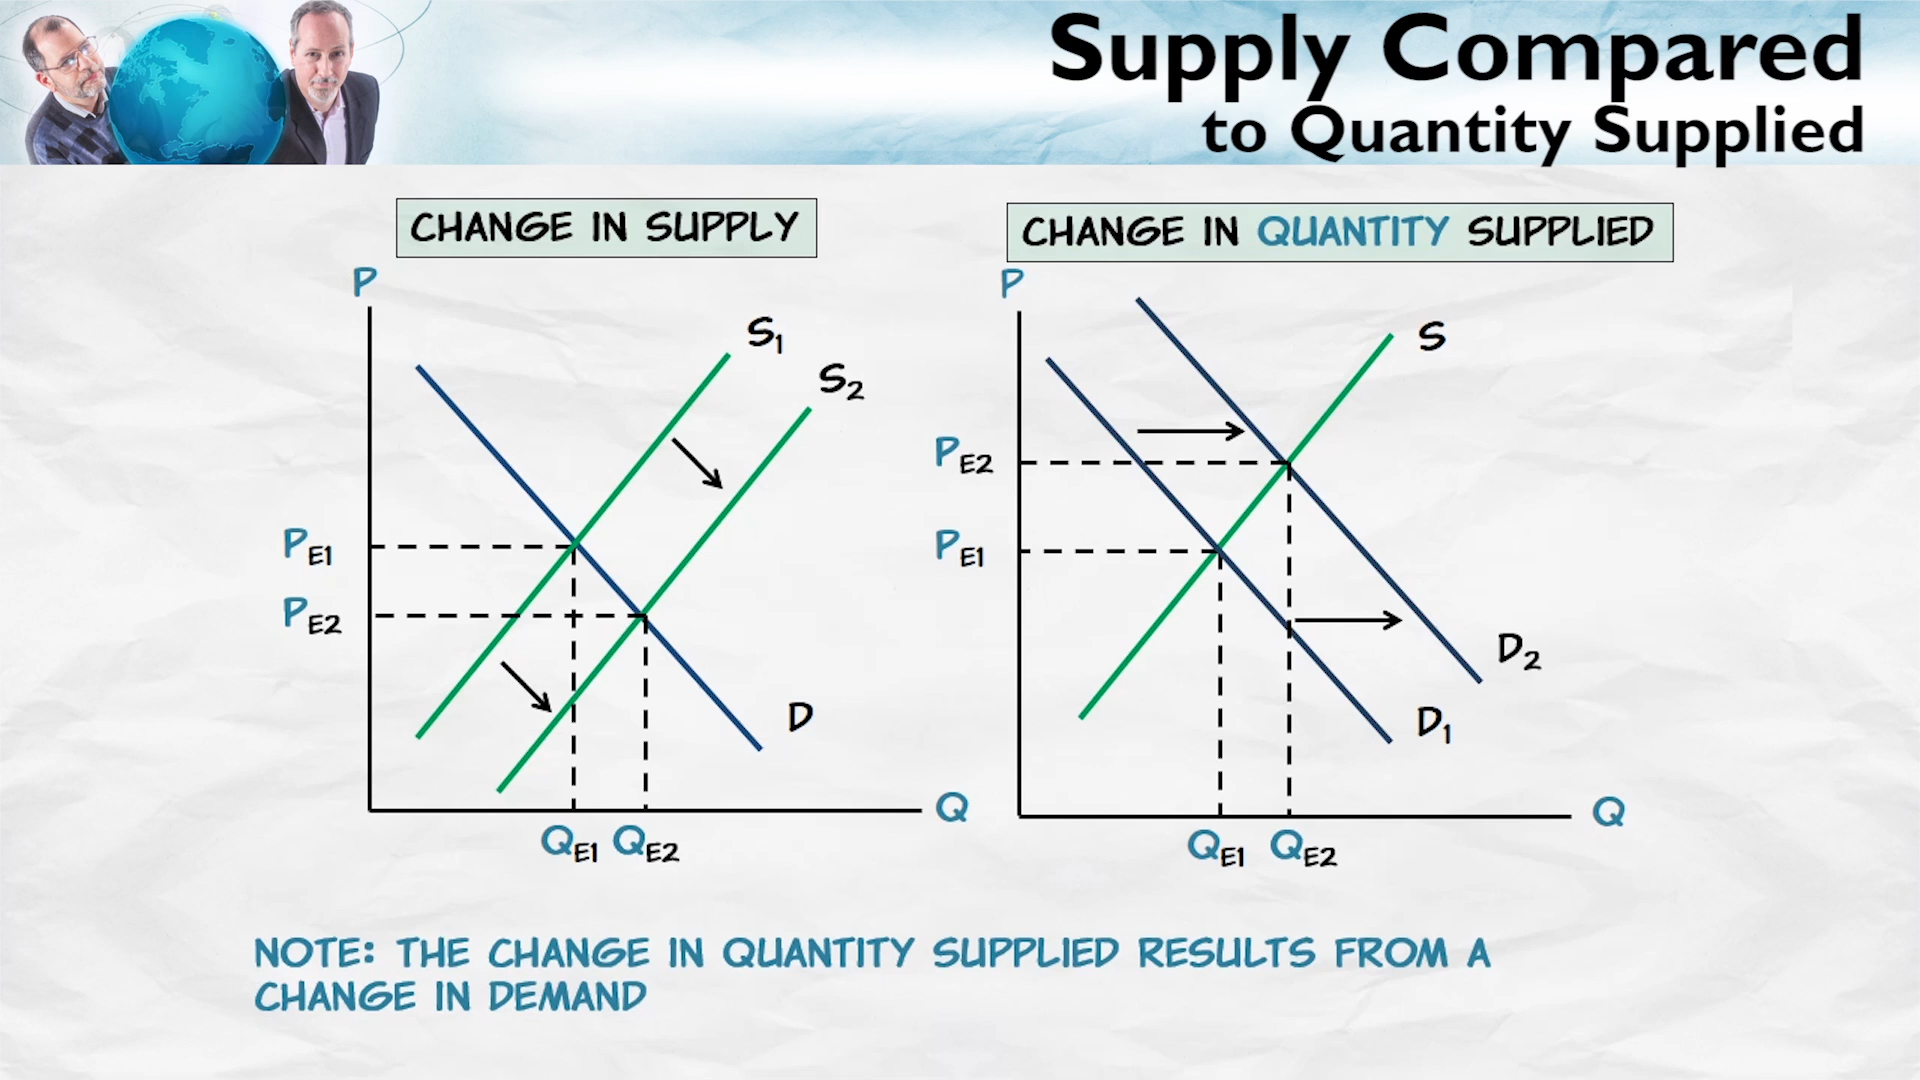 Supply Compared
to Quantity Supplied
CHANGE IN SUPPLY
P
S1
S2
PE1
PE2
D
Q
QE1 QE2
CHANGE IN QUANTITY SUPPLIED
P
S
PE2
PE1
D2
D1
Q
QE1 QE2
NOTE: THE CHANGE IN QUANTITY SUPPLIED RESULTS FROM A
CHANGE IN DEMAND